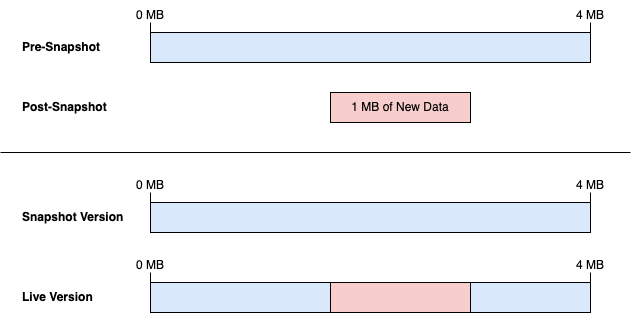 0 MB 4 MB
Pre-Snapshot
Post-Snapshot 1 MB of New Data
0 MB 4 MB
Snapshot Version
0 MB 4 MB
Live Version